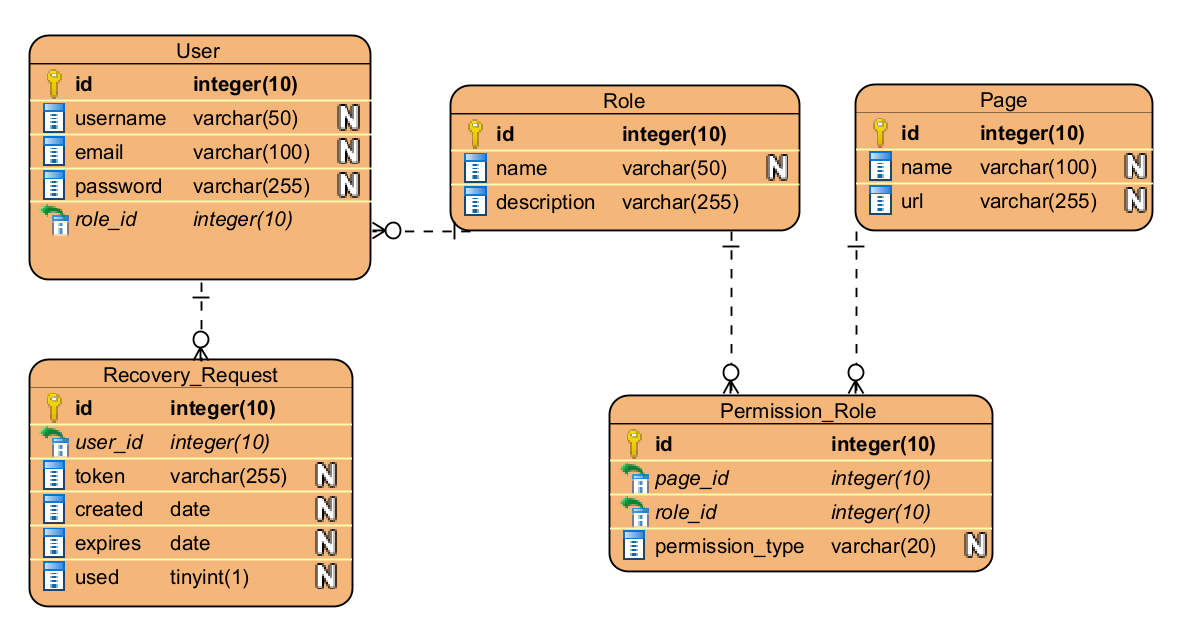 User
id integer(10)
username varchar(50) N
email varchar(100) N
password varchar(255) N
role_id integer(10)
Role
id integer(10)
name varchar(50) N
description varchar(255)
Page
id integer(10)
name varchar(100) N
url varchar(255) N
Recovery_Request
id integer(10)
user_id integer(10)
token varchar(255) N
created date N
expires date N
used tinyint(1) N
Permission_Role
id integer(10)
page_id integer(10)
role_id integer(10)
permission_type varchar(20) N